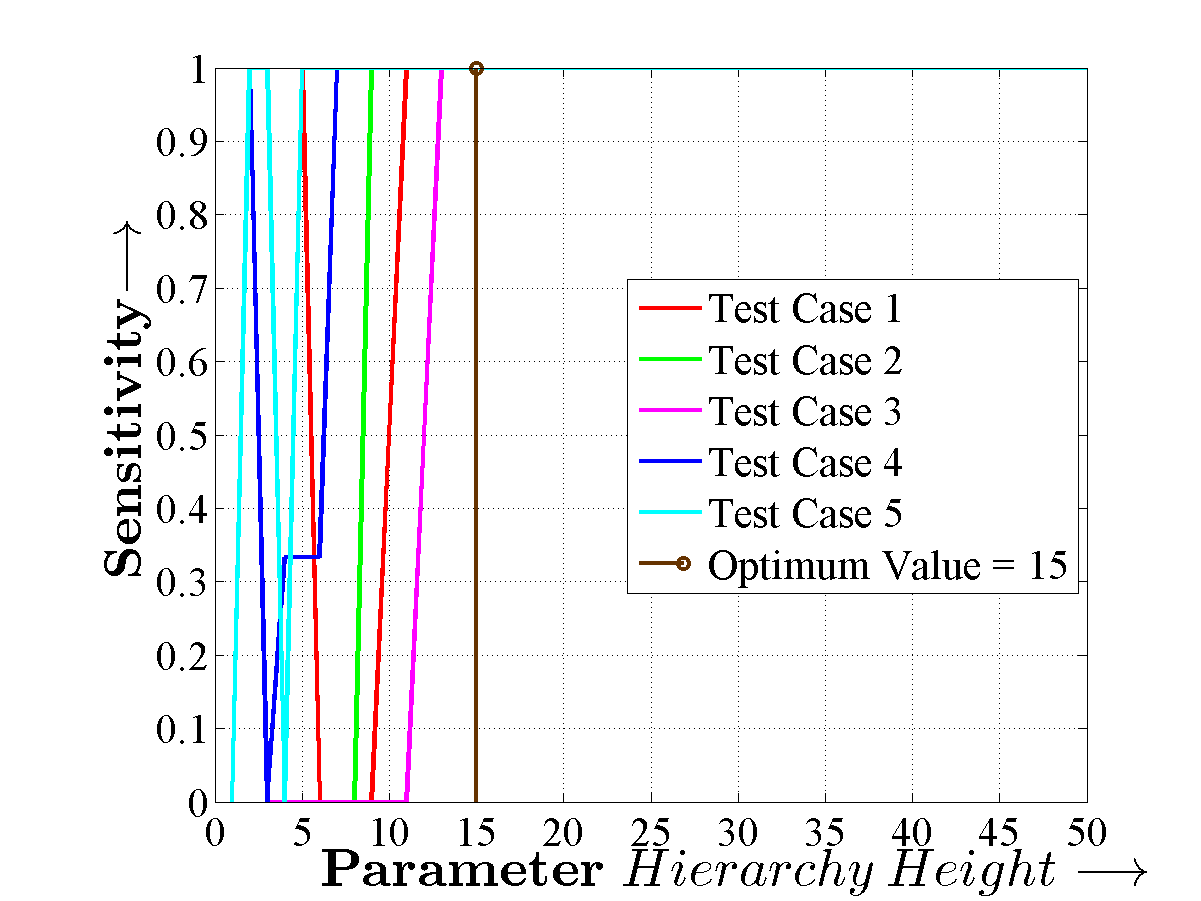 1
0.9
0.8
0.7
0.6
0.5
0.4
0.3
0.2
0.1
0
Sensitivity→
Test Case 1
Test Case 2
Test Case 3
Test Case 4
Test Case 5
Optimum Value = 15
0 5 10 15 20 25 30 35 40 45 50
Parameter Hierarchy Height →